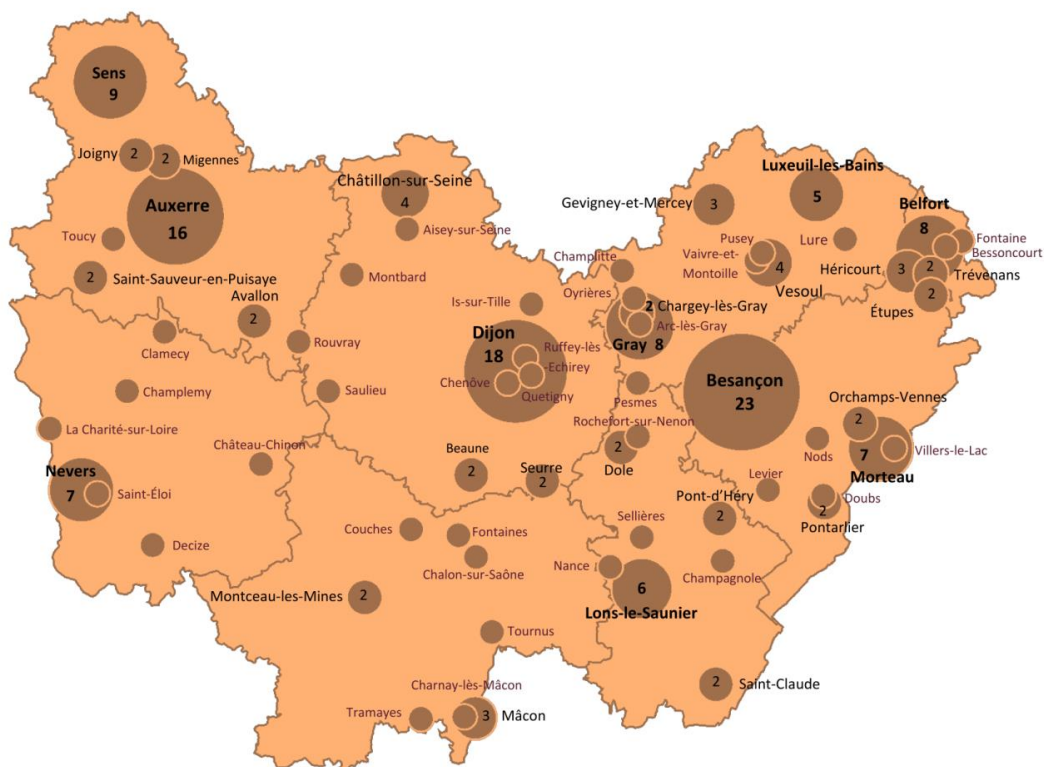 Sens
9
Joigny
2
2
Migennes
Auxerre
16
Toucy
2
Saint-Sauveur-en-Puisaye
Avallon
2
Châtillon-sur-Seine
4
Aisey-sur-Seine
Montbard
Is-sur-Tille
Rouvray
Saulieu
Dijon
18
Ruffey-lès
-Echirey
Chenôve
Quetigny
Beaune
2
Seurre
2
Clamecy
Champlemy
La Charité-sur-Loire
Château-Chinon
Nevers
7
Saint-Éloi
Decize
Luxeuil-les-Bains
5
Gevigney-et-Mercey
3
Pusey
Vaivre-et-
Montoille
4
Vesoul
Lure
Champlitte
Oyrières
2
Chargey-lès-Gray
Arc-lès-Gray
Gray 8
Pesmes
Belfort
8
Fontaine
Bessoncourt
Héricourt
3
2
Trévenans
2
Étupes
Besançon
23
Orchamps-Vennes
2
7
Villers-le-Lac
Morteau
Nods
Levier
Doubs
2
Pontarlier
Rochefort-sur-Nenon
2
Dole
Pont-d’Héry
2
Sellières
Champagnole
Nance
6
Lons-le-Saunier
2
Saint-Claude
Couches
Fontaines
Chalon-sur-Saône
Montceau-les-Mines
2
Tournus
Charnay-lès-Mâcon
Tramayes
3
Mâcon